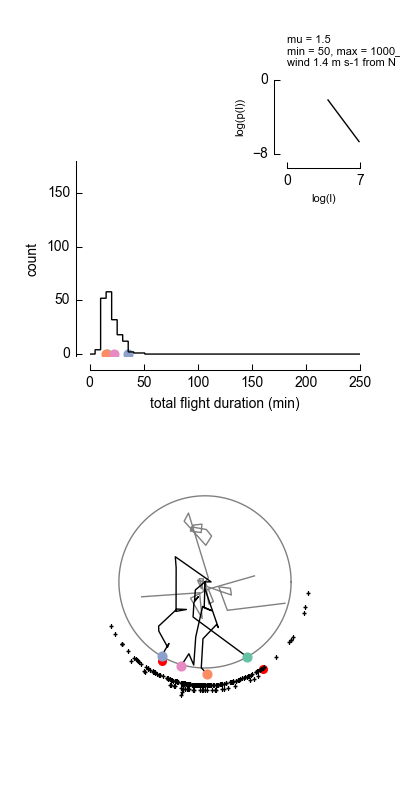 mu = 1.5
min = 50, max = 1000_
wind 1.4 m s-1 from N
0
log(p(l))
−8
0
7
log(l)
150
100
count
50
0
0
50
100
150
200
250
total flight duration (min)